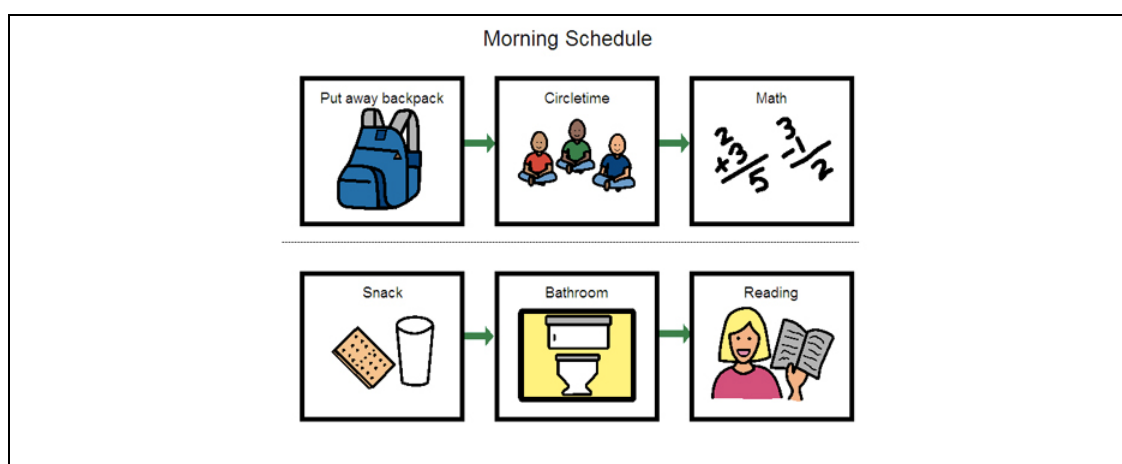 Morning Schedule
Put away backpack
Circletime
Math
2
+3
5
3
-1
2
Snack
Bathroom
Reading